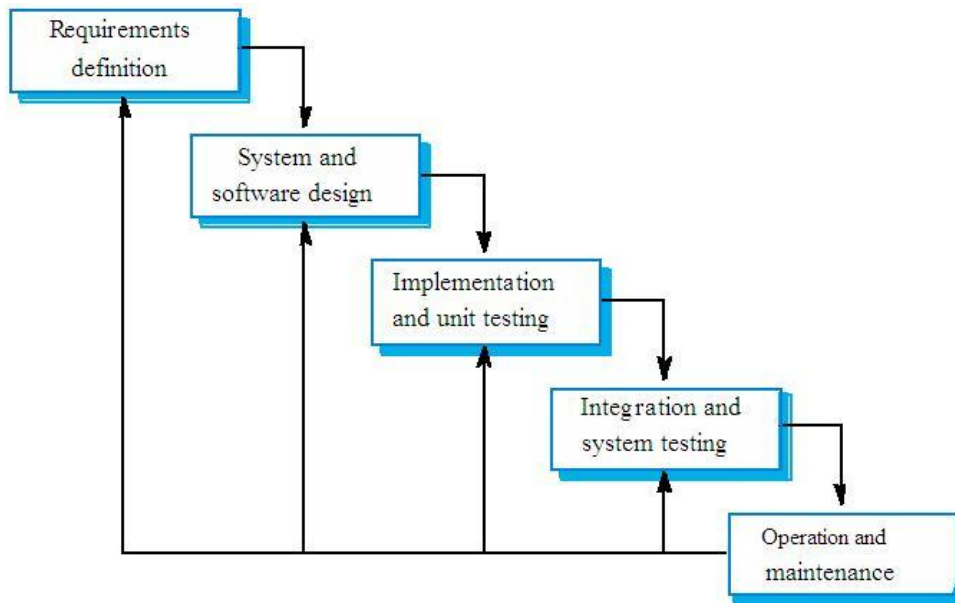 Requirements
definition
System and
software design
Implementation
and unit testing
Integration and
system testing
Operation and
maintenance